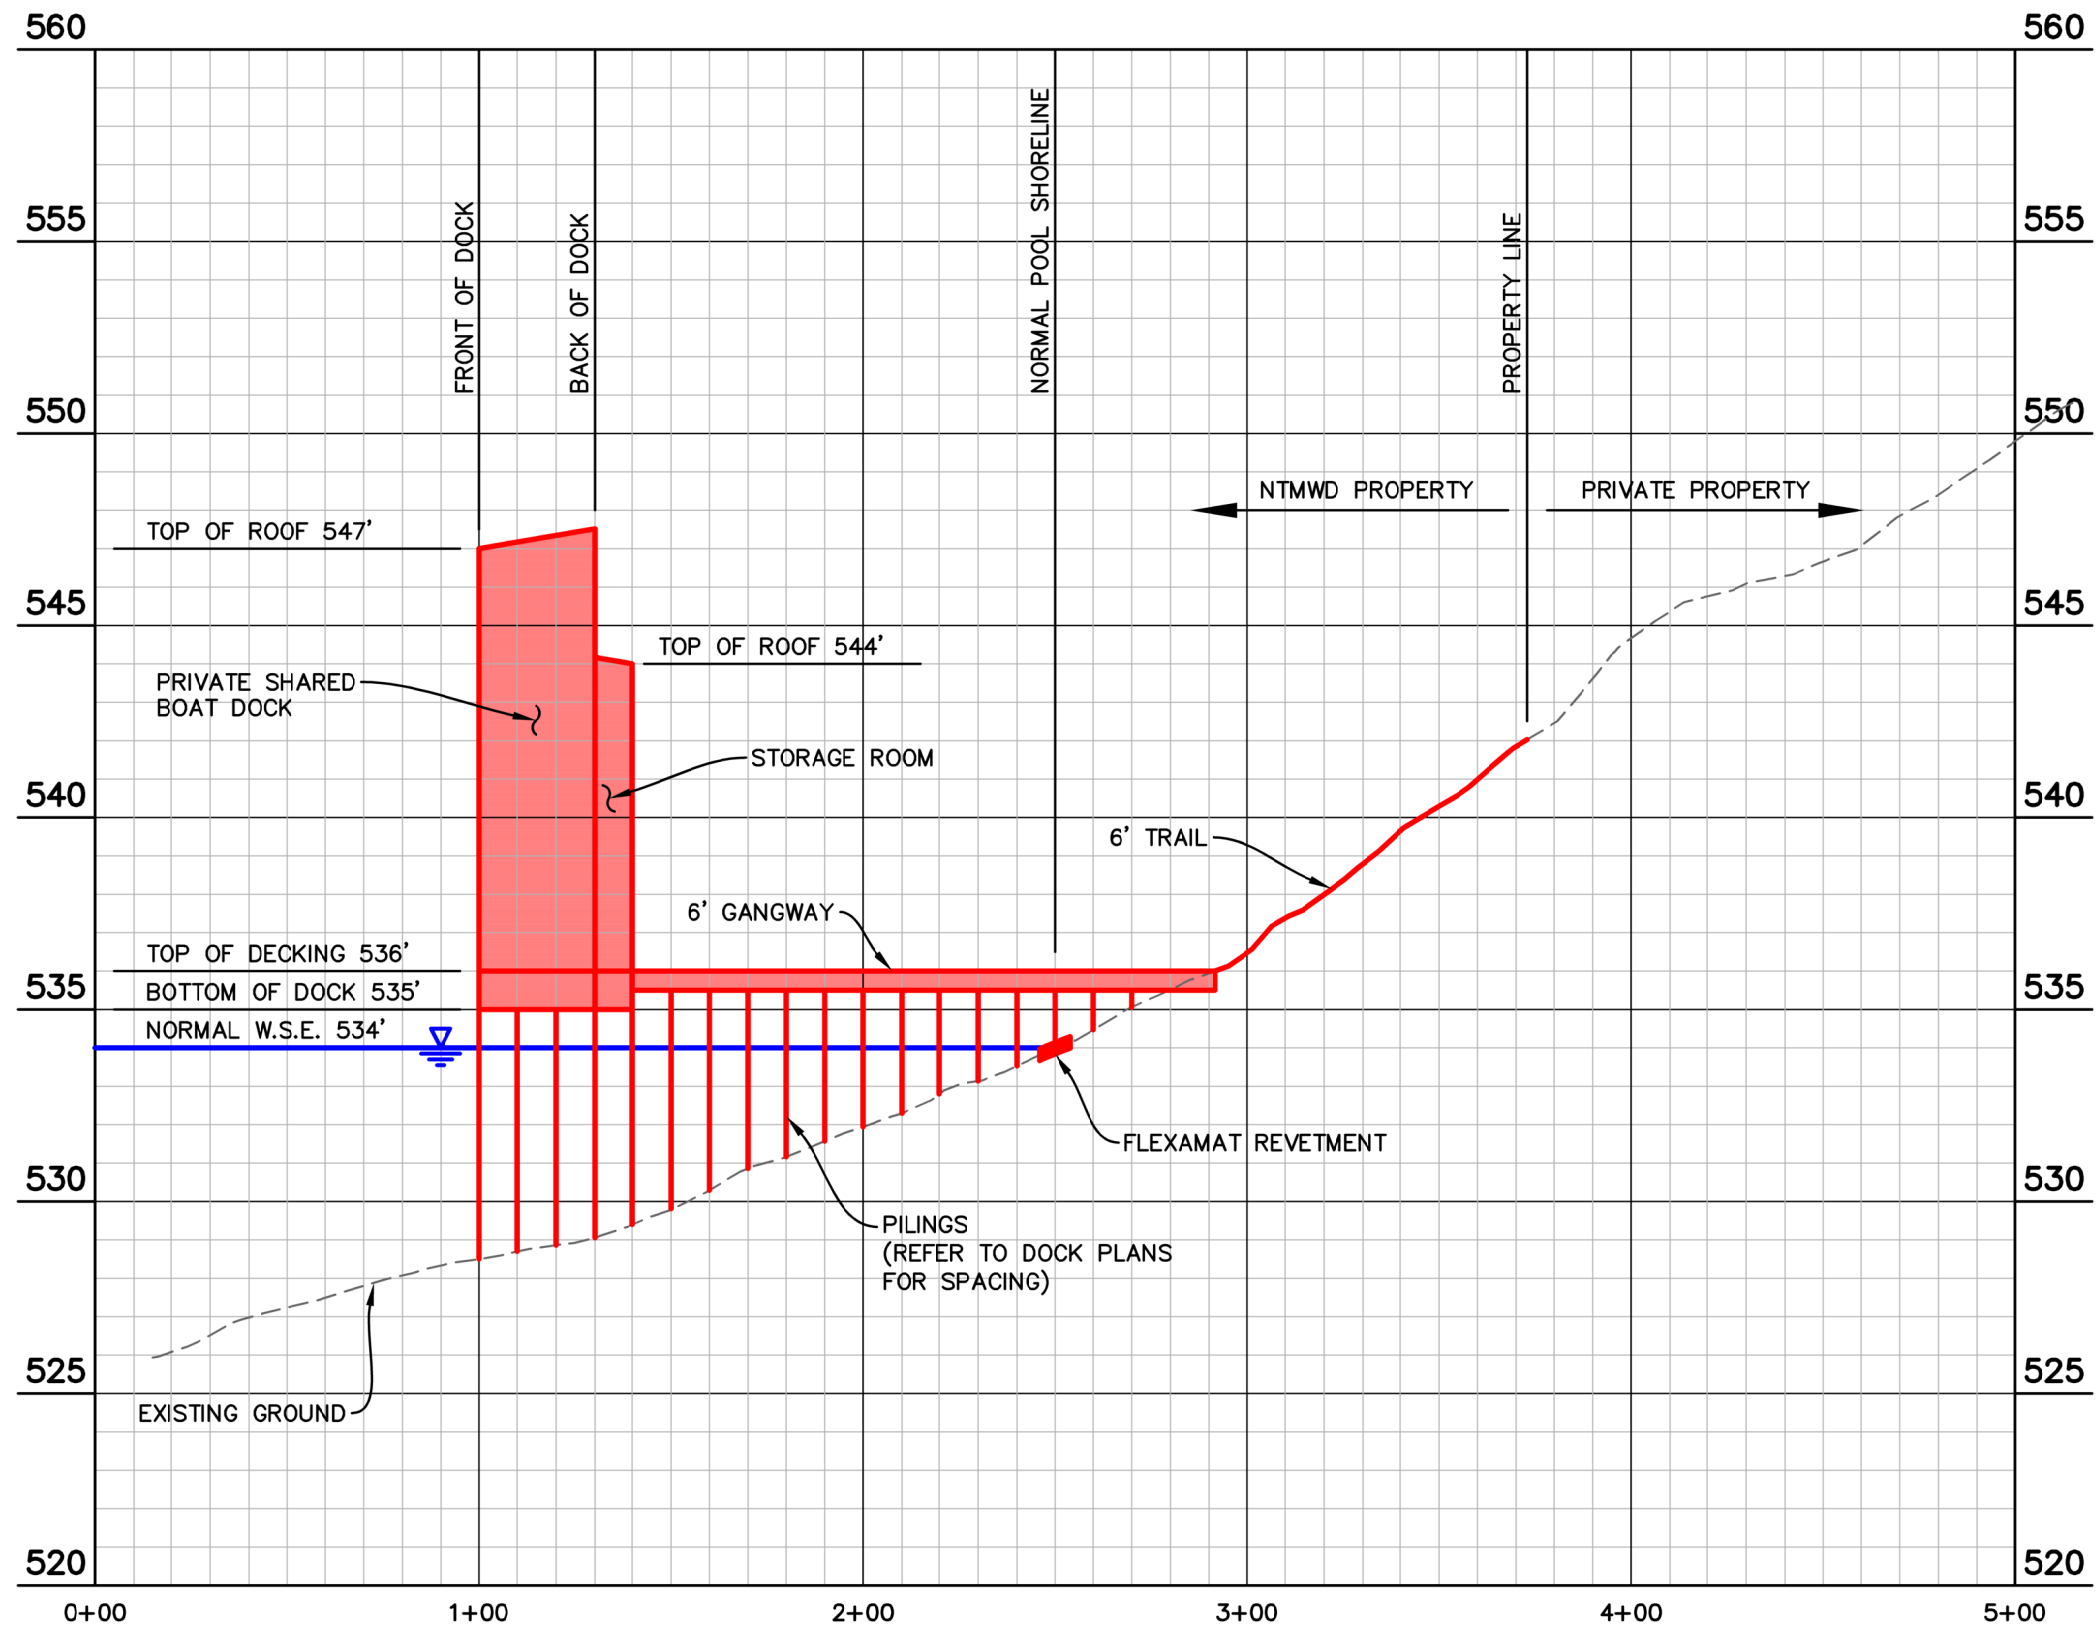 560
560
555
555
550
550
545
545
540
540
535
535
530
530
525
525
520
520
FRONT OF DOCK
BACK OF DOCK
NORMAL POOL SHORELINE
PROPERTY LINE
NTMWD PROPERTY
PRIVATE PROPERTY
TOP OF ROOF 547'
TOP OF ROOF 544'
PRIVATE SHARED
BOAT DOCK
STORAGE ROOM
6' TRAIL
6' GANGWAY
TOP OF DECKING 536'
BOTTOM OF DOCK 535'
NORMAL W.S.E. 534'
FLEXAMAT REVETMENT
PILINGS
(REFER TO DOCK PLANS
FOR SPACING)
EXISTING GROUND
0+00
1+00
2+00
3+00
4+00
5+00